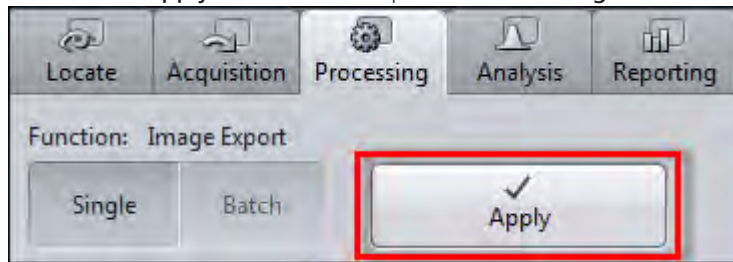 Locate Acquisition Processing Analysis Reporting
Function: Image Export
Single Batch Apply